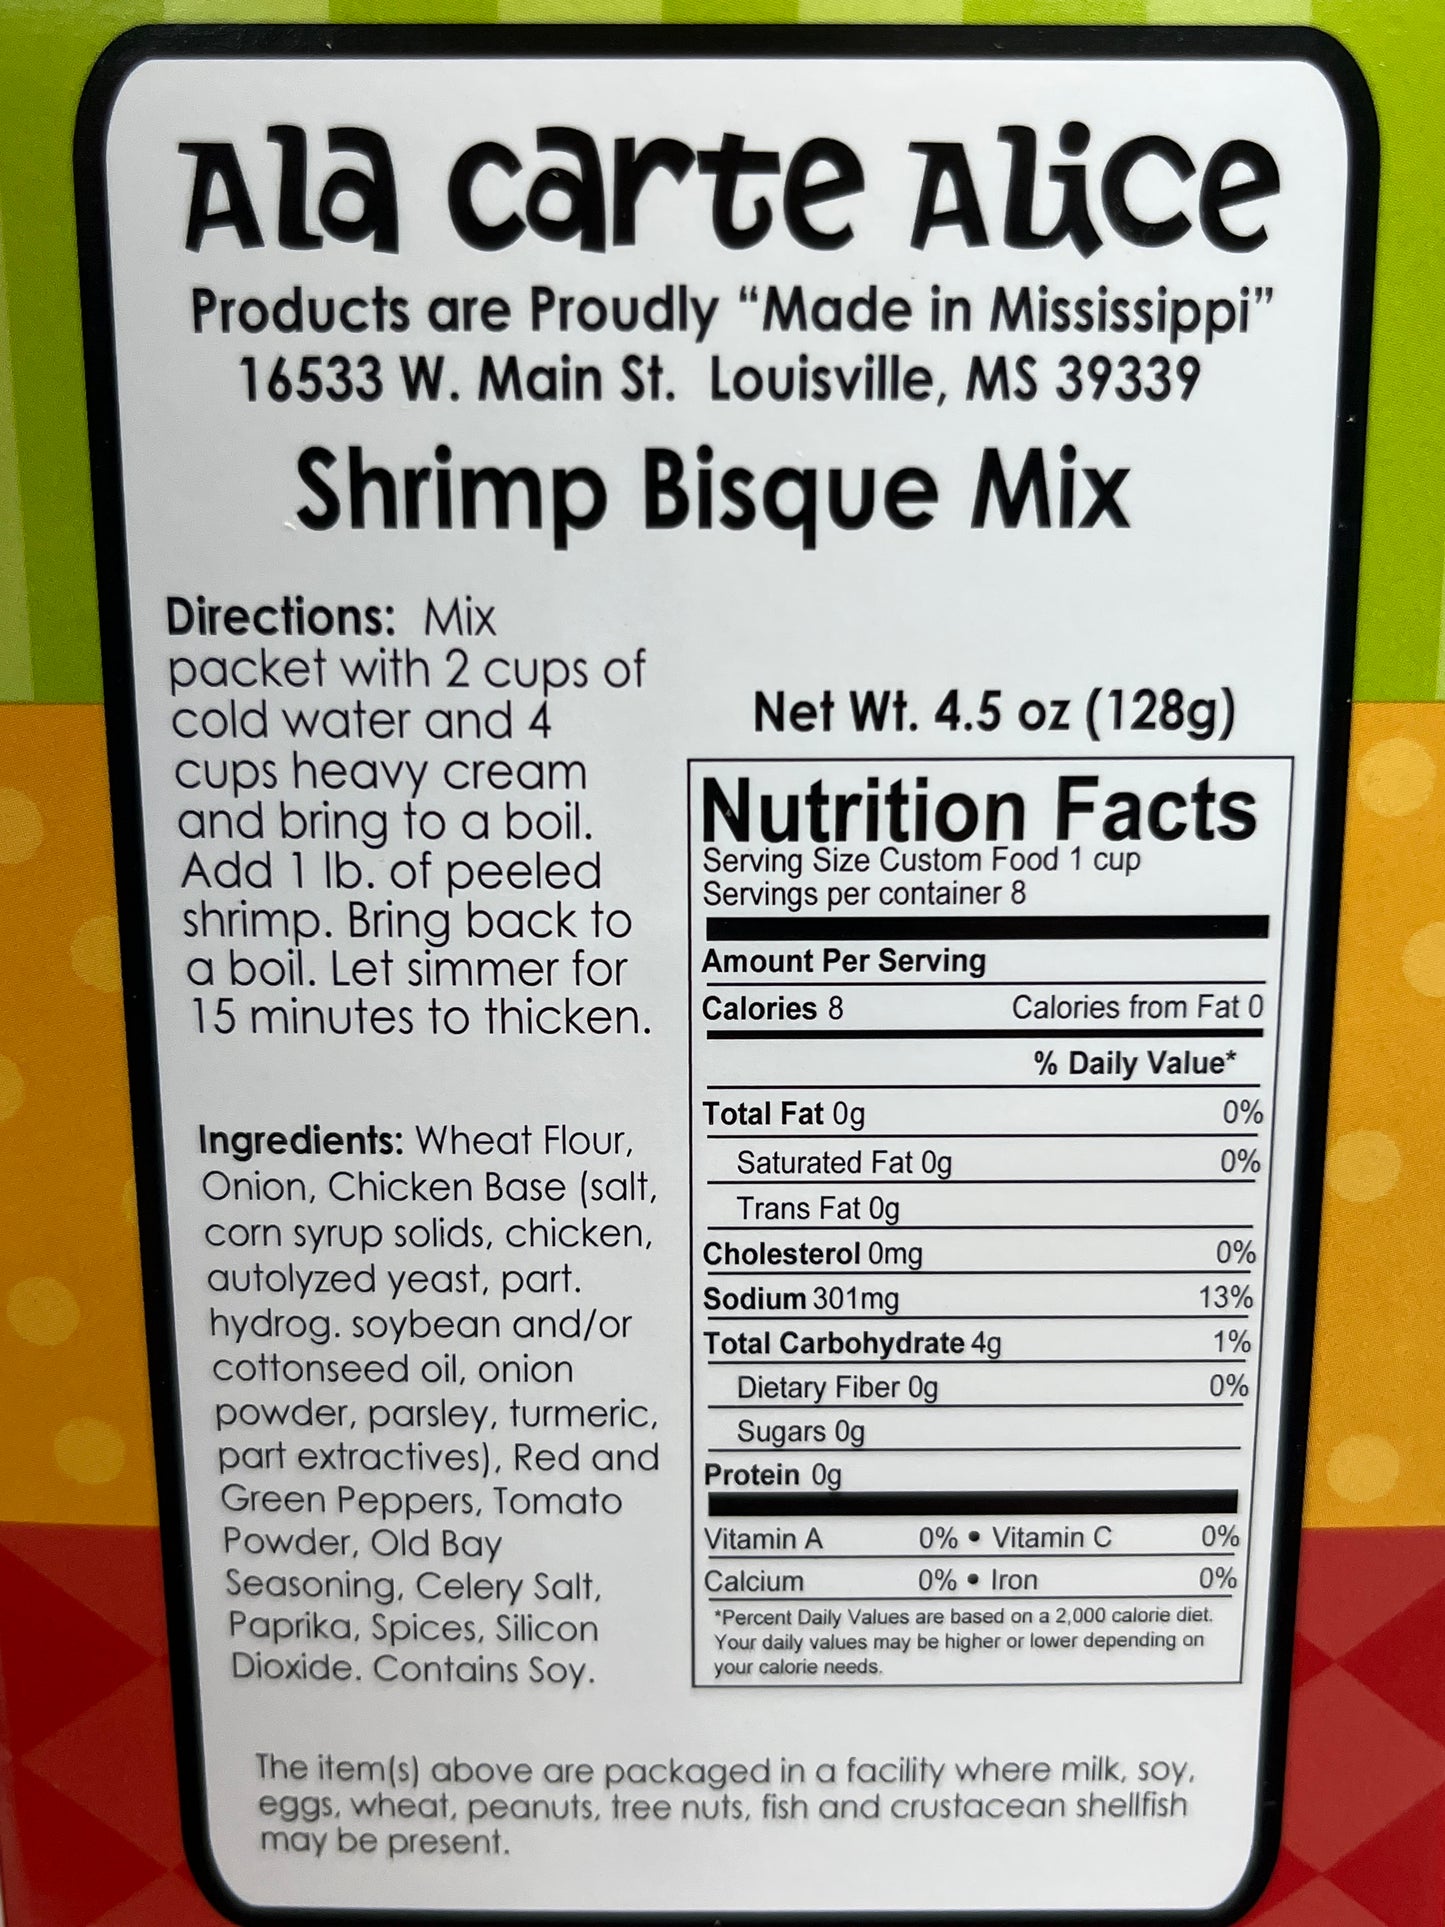 Ala carte Alice
Products are Proudly “Made in Mississippi”
16533 W. Main St. Louisville, MS 39339
Shrimp Bisque Mix
Directions: Mix
packet with 2 cups of
cold water and 4
cups heavy cream
and bring to a boil.
Add 1 lb. of peeled
shrimp. Bring back to
a boil. Let simmer for
15 minutes to thicken.
Ingredients: Wheat Flour,
Onion, Chicken Base (salt,
corn syrup solids, chicken,
autolyzed yeast, part.
hydrog. soybean and/or
cottonseed oil, onion
powder, parsley, turmeric,
part extractives), Red and
Green Peppers, Tomato
Powder, Old Bay
Seasoning, Celery Salt,
Paprika, Spices, Silicon
Dioxide. Contains Soy.
Net Wt. 4.5 oz (128g)
Nutrition Facts
Serving Size Custom Food 1 cup
Servings per container 8
Amount Per Serving
Calories 8 Calories from Fat 0
% Daily Value*
Total Fat 0g 0%
Saturated Fat 0g 0%
Trans Fat 0g
Cholesterol 0mg 0%
Sodium 301mg 13%
Total Carbohydrate 4g 1%
Dietary Fiber 0g 0%
Sugars 0g
Protein 0g
Vitamin A 0% • Vitamin C 0%
Calcium 0% • Iron 0%
*Percent Daily Values are based on a 2,000 calorie diet.
Your daily values may be higher or lower depending on
your calorie needs.
The item(s) above are packaged in a facility where milk, soy,
eggs, wheat, peanuts, tree nuts, fish and crustacean shellfish
may be present.